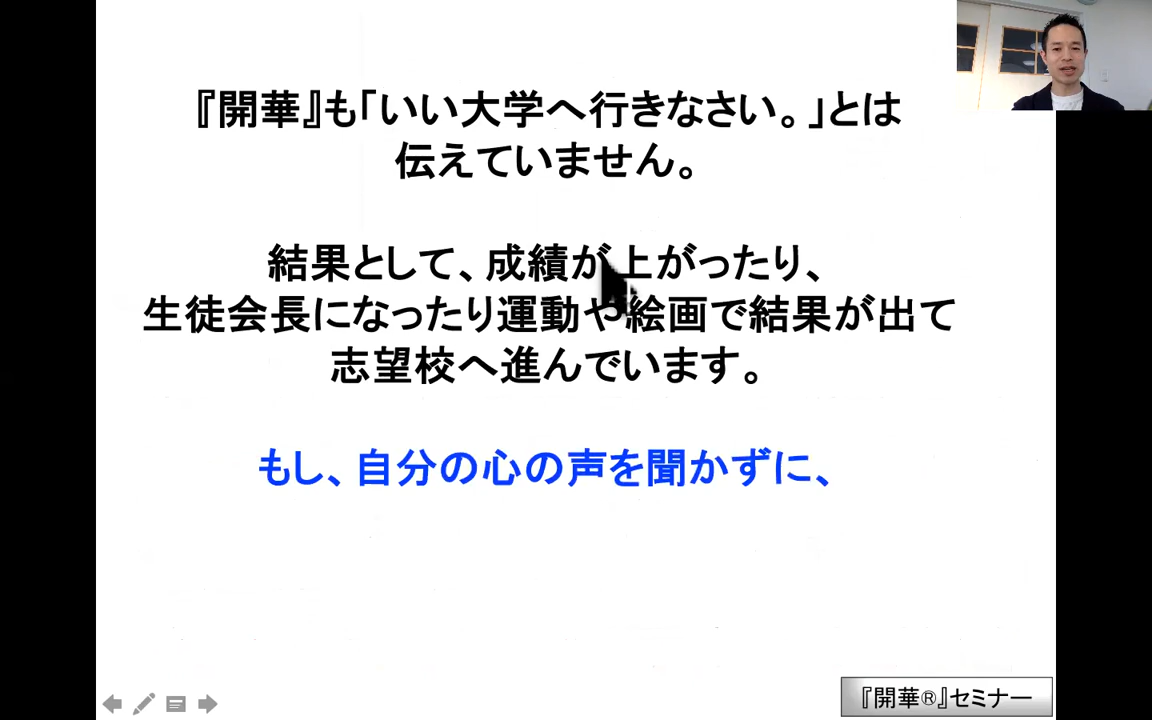 『開華』も「いい大学へ行きなさい。」とは
伝えていません。
結果として、成績が上がったり、
生徒会長になったり運動や絵画で結果が出て
志望校へ進んでいます。
もし、自分の心の声を聞かずに、
『開華®』セミナー